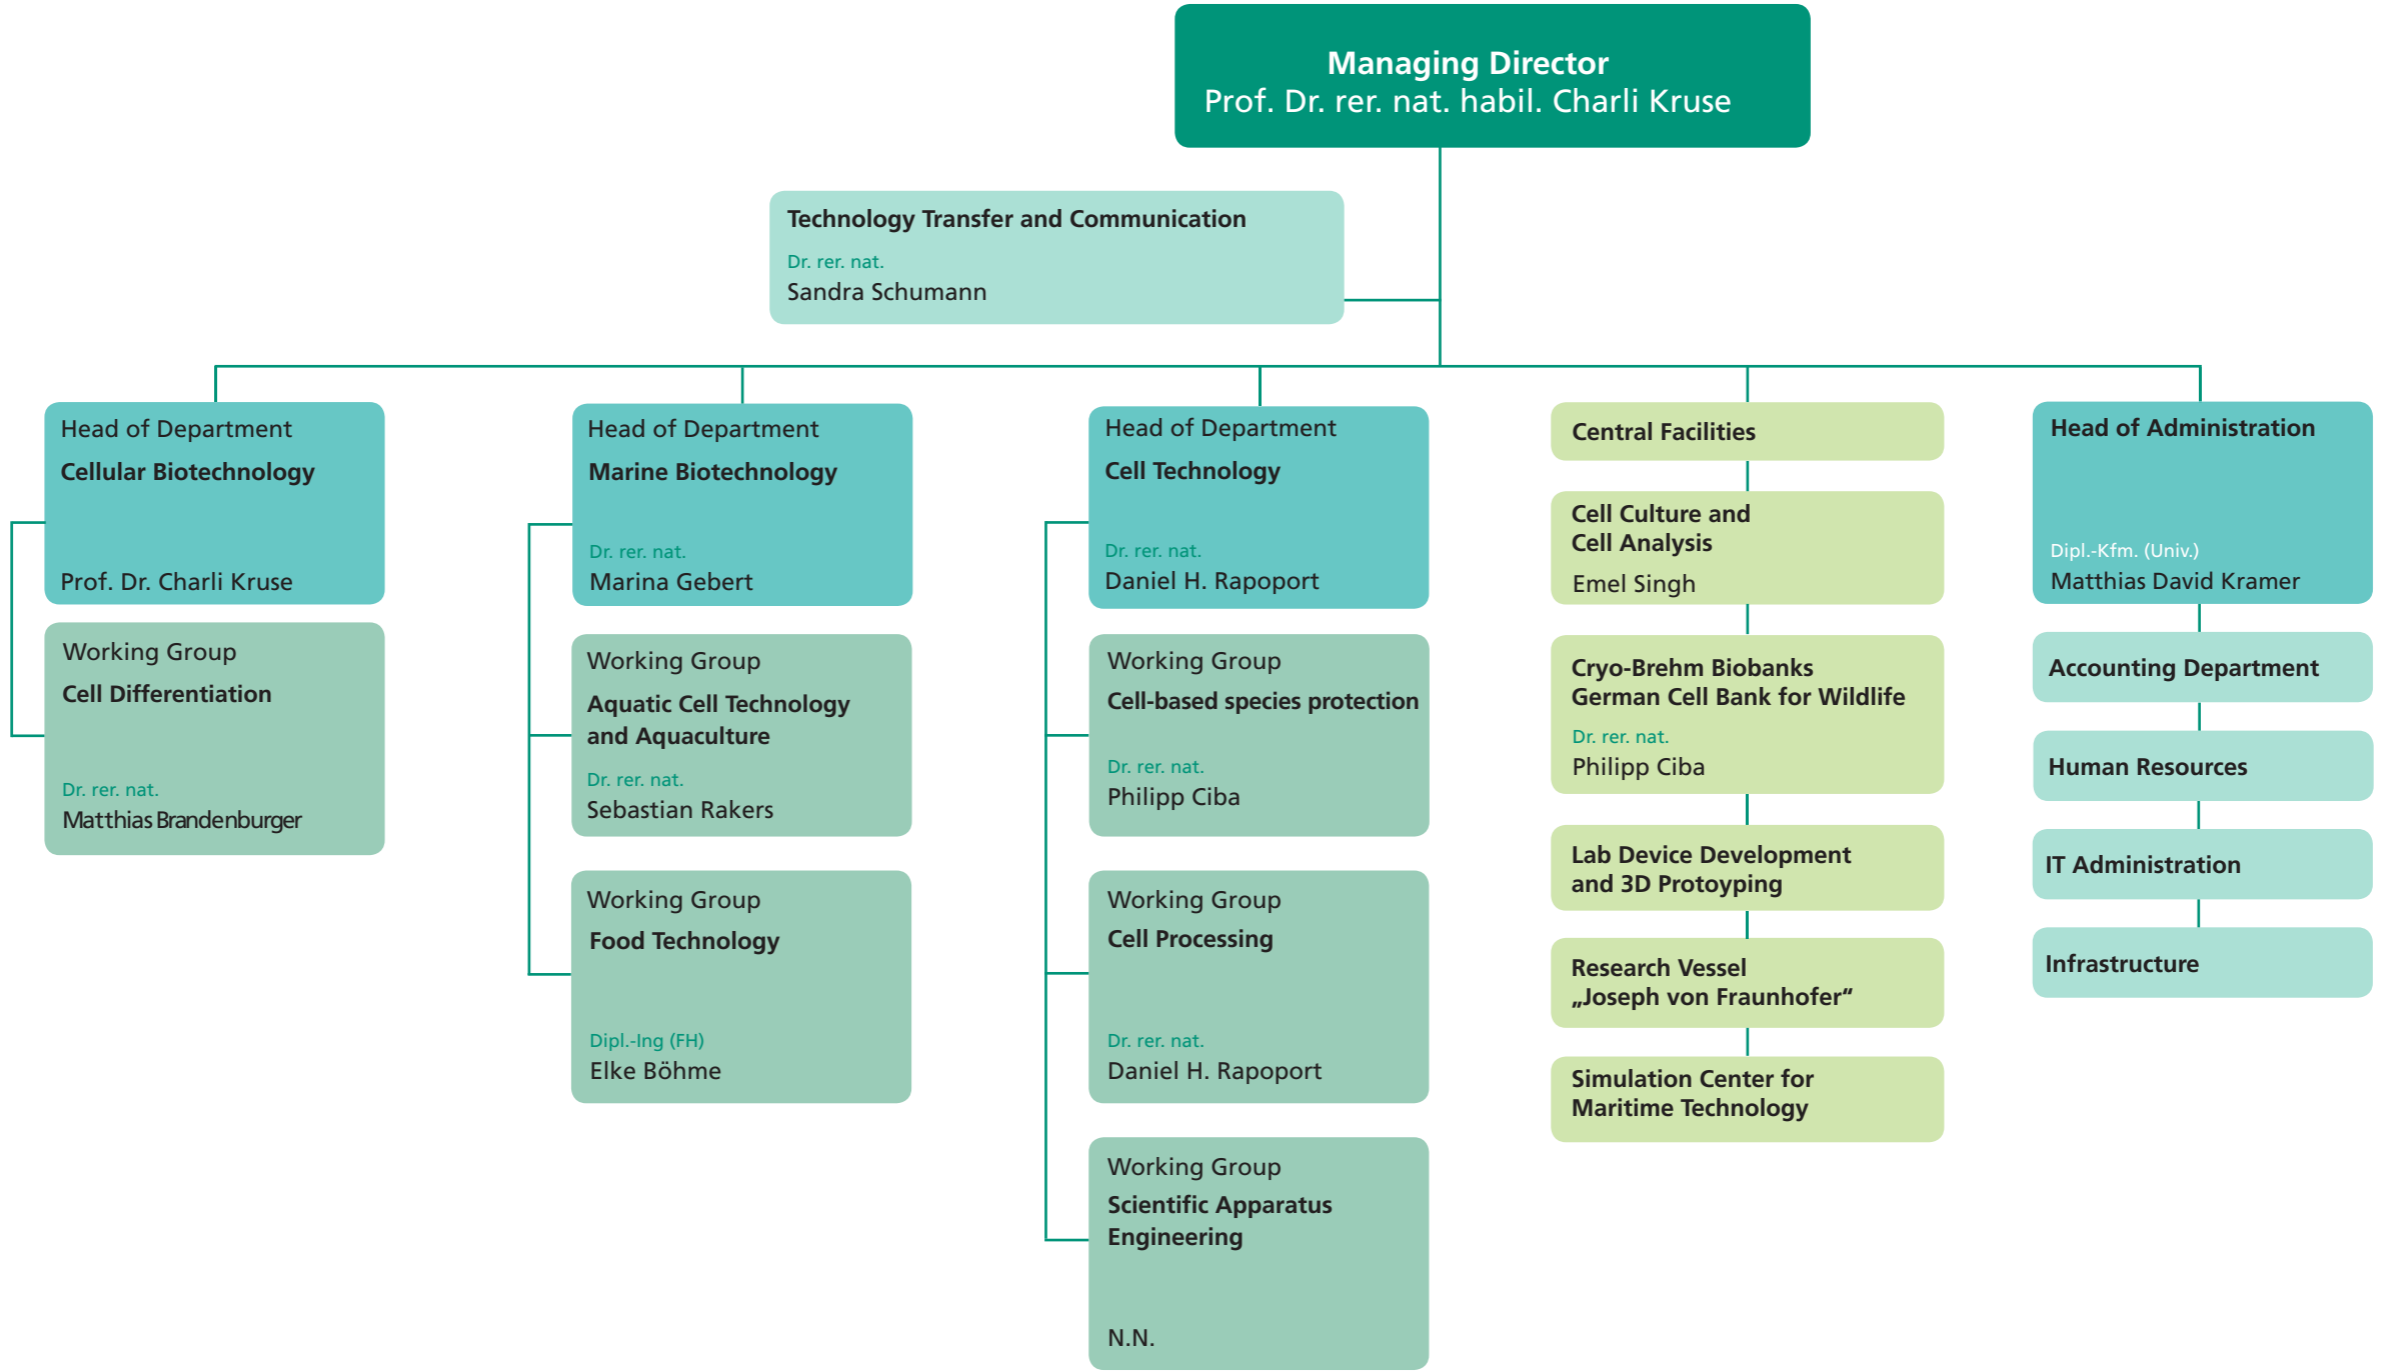 Managing Director
Prof. Dr. rer. nat. habil. Charli Kruse
Technology Transfer and Communication
Dr. rer. nat.
Sandra Schumann
Head of Department
Cellular Biotechnology
Prof. Dr. Charli Kruse
Working Group
Cell Differentiation
Dr. rer. nat.
Matthias Brandenburger
Head of Department
Marine Biotechnology
Dr. rer. nat.
Marina Gebert
Working Group
Aquatic Cell Technology
and Aquaculture
Dr. rer. nat.
Sebastian Rakers
Working Group
Food Technology
Dipl.-Ing (FH)
Elke Böhme
Head of Department
Cell Technology
Dr. rer. nat.
Daniel H. Rapoport
Working Group
Cell-based species protection
Dr. rer. nat.
Philipp Ciba
Working Group
Cell Processing
Dr. rer. nat.
Daniel H. Rapoport
Working Group
Scientific Apparatus
Engineering
N.N.
Central Facilities
Cell Culture and
Cell Analysis
Emel Singh
Cryo-Brehm Biobanks
German Cell Bank for Wildlife
Dr. rer. nat.
Philipp Ciba
Lab Device Development
and 3D Protoyping
Research Vessel
„Joseph von Fraunhofer“
Simulation Center for
Maritime Technology
Head of Administration
Dipl.-Kfm. (Univ.)
Matthias David Kramer
Accounting Department
Human Resources
IT Administration
Infrastructure